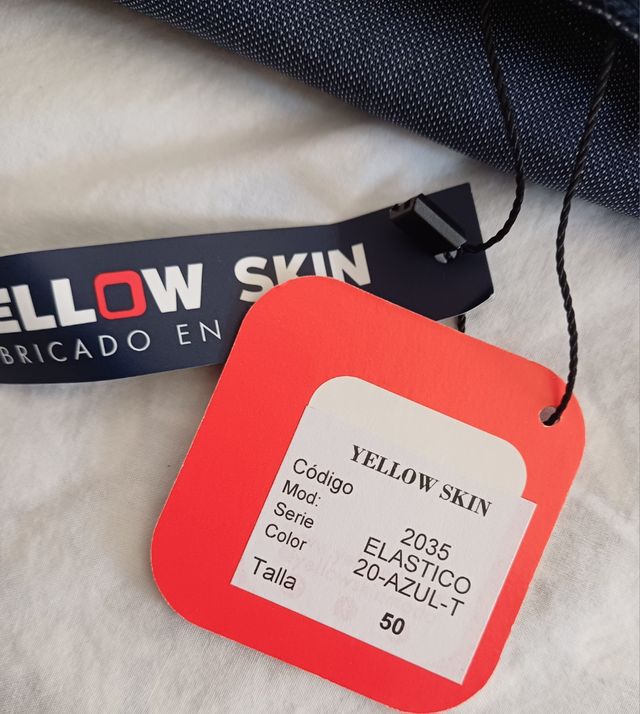 ELLOW SKIN
BRICADO EN
YELLOW SKIN
Código
Mod: 2035
Serie ELASTICO
Color 20-AZUL-T
Talla 50